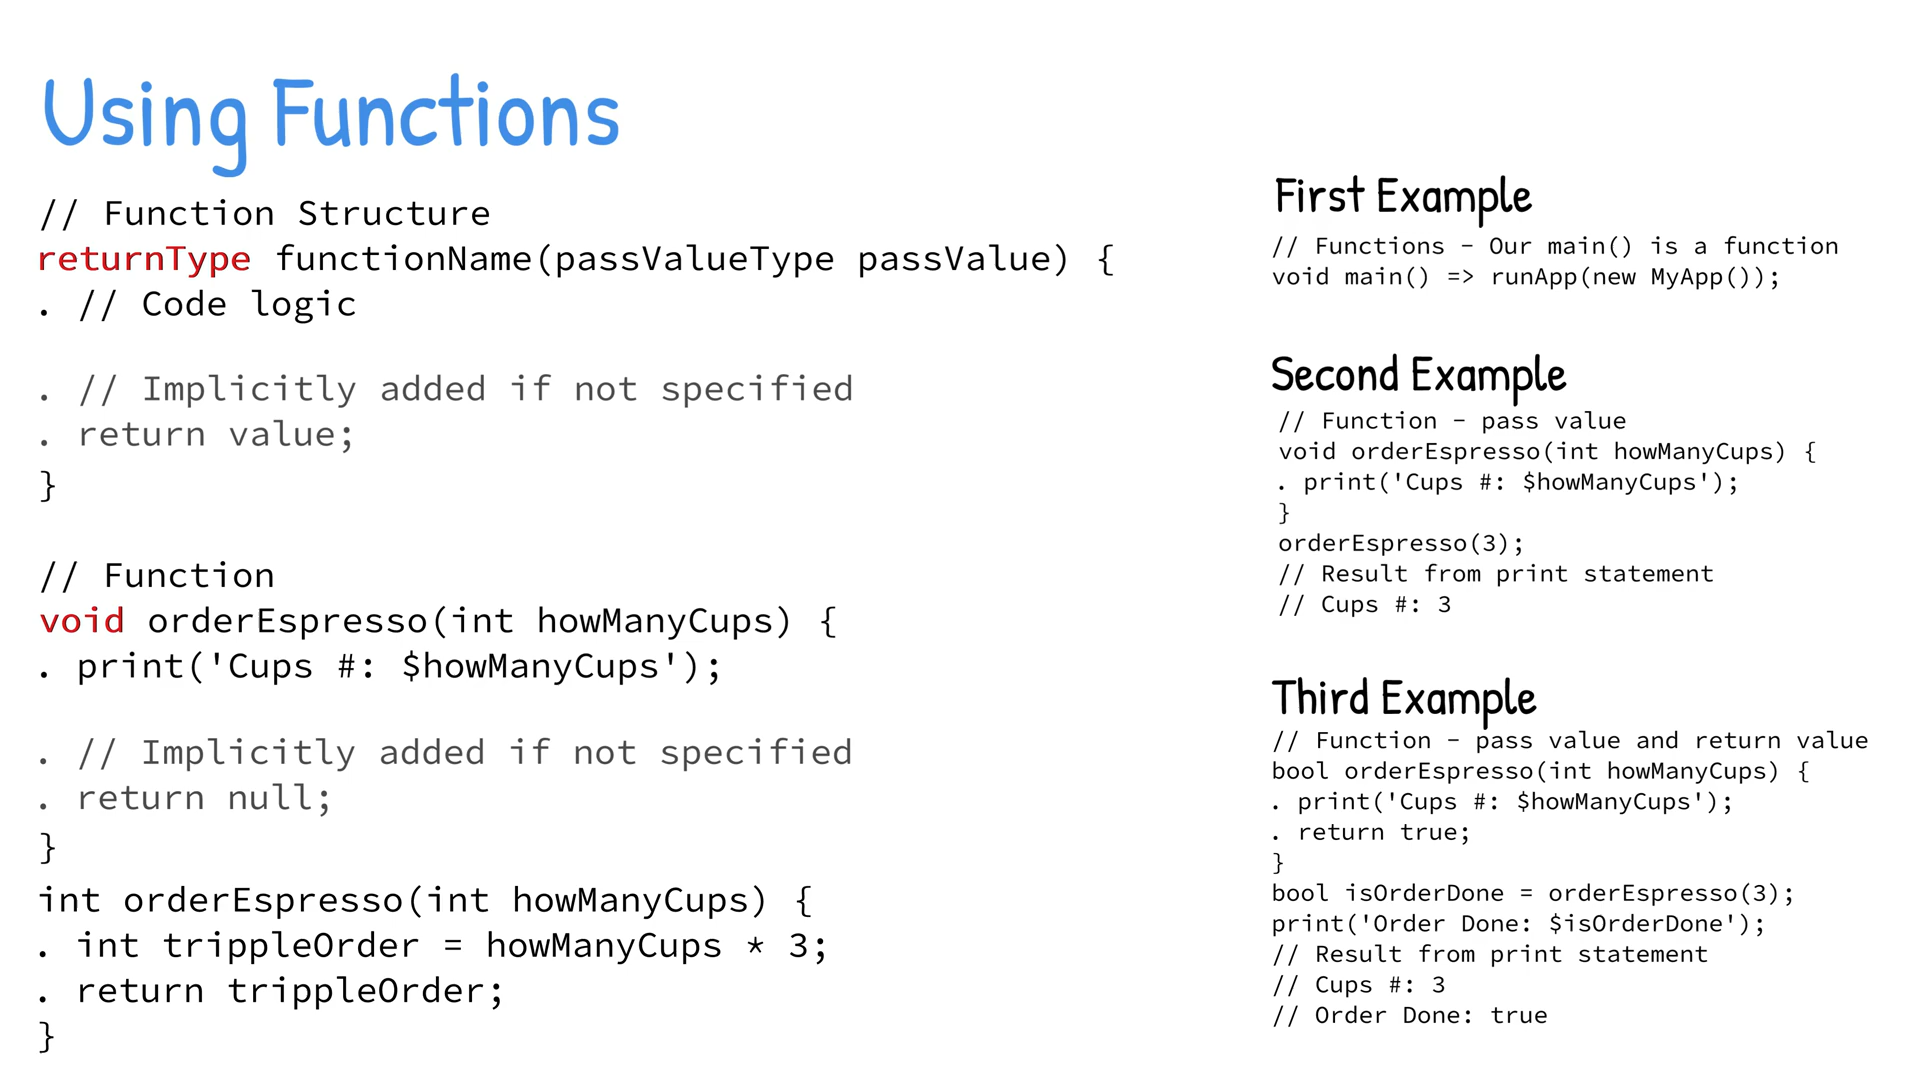 Using Functions
// Function Structure
returnType functionName(passValueType passValue) {
. // Code logic
. // Implicitly added if not specified
. return value;
}
// Function
void orderEspresso(int howManyCups) {
. print('Cups #: $howManyCups');
. // Implicitly added if not specified
. return null;
}
int orderEspresso(int howManyCups) {
. int trippleOrder = howManyCups * 3;
. return trippleOrder;
}
First Example
// Functions - Our main() is a function
void main() => runApp(new MyApp());
Second Example
// Function - pass value
void orderEspresso(int howManyCups) {
. print('Cups #: $howManyCups');
}
orderEspresso(3);
// Result from print statement
// Cups #: 3
Third Example
// Function - pass value and return value
bool orderEspresso(int howManyCups) {
. print('Cups #: $howManyCups');
. return true;
}
bool isOrderDone = orderEspresso(3);
print('Order Done: $isOrderDone');
// Result from print statement
// Cups #: 3
// Order Done: true